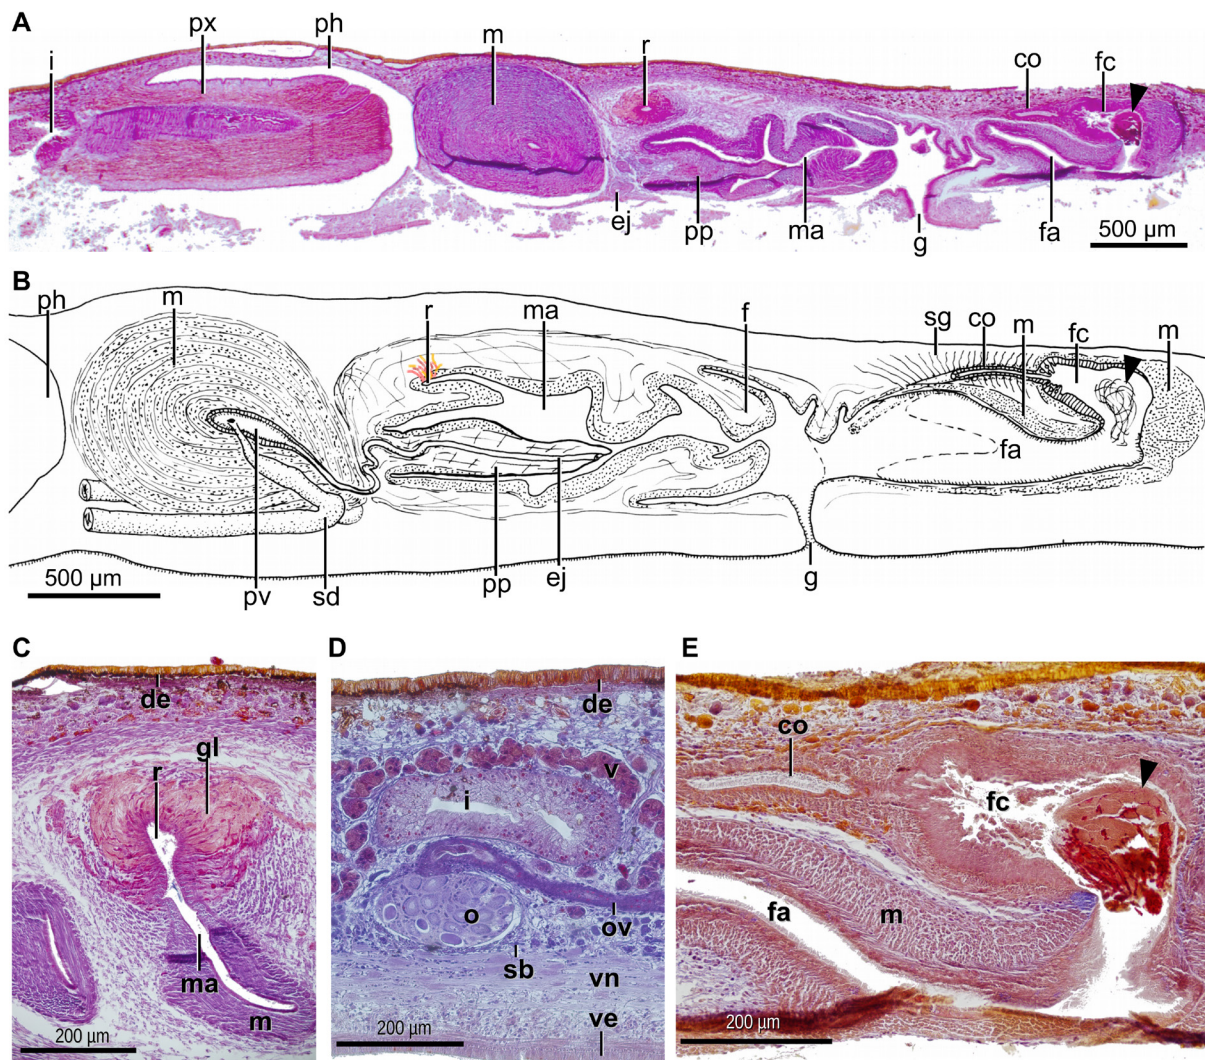 A
px
ph
m
r
co
fc
i
ej
pp
ma
g
fa
500 µm
B
ph
m
r
ma
f
sg
co
m
fc
m
fa
500 µm
pv
sd
pp
ej
g
C
de
gl
r
ma
m
200 µm
D
de
v
i
o
ov
sb
vn
ve
200 µm
E
co
fc
fa
m
200 µm